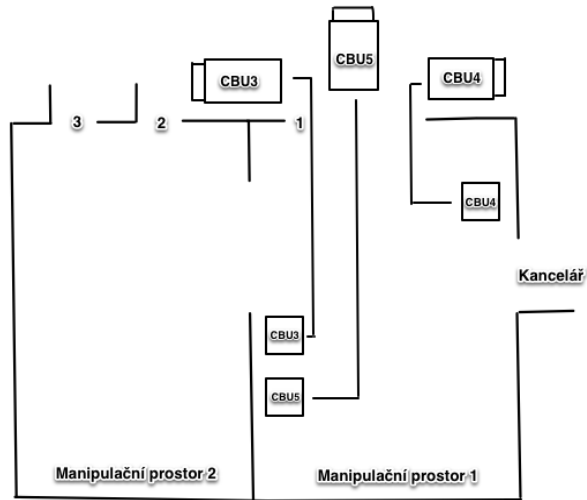 CBU5
CBU3
CBU4
3
2
1
CBU4
Kancelář
CBU3
CBU5
Manipulační prostor 2
Manipulační prostor 1